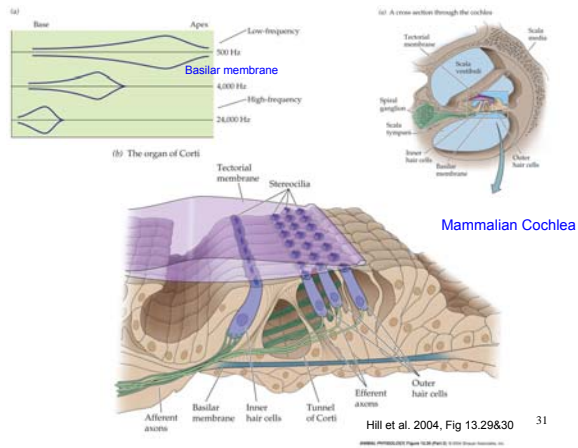 (a)
Base
Apex
Low-frequency
500 Hz
Basilar membrane
4,000 Hz
High-frequency
24,000 Hz
A cross section through the cochlea
Tectorial
membrane
Scala
vestibuli
Scala
media
Spiral
ganglion
Scala
tympani
Inner
hair cells
Basilar
membrane
Outer
hair cells
(b) The organ of Corti
Tectorial
membrane
Stereocilia
Mammalian Cochlea
Afferent
axons
Basilar
membrane
Inner
hair cells
Tunnel
of Corti
Efferent
axons
Outer
hair cells
Hill et al. 2004, Fig 13.29&30
31